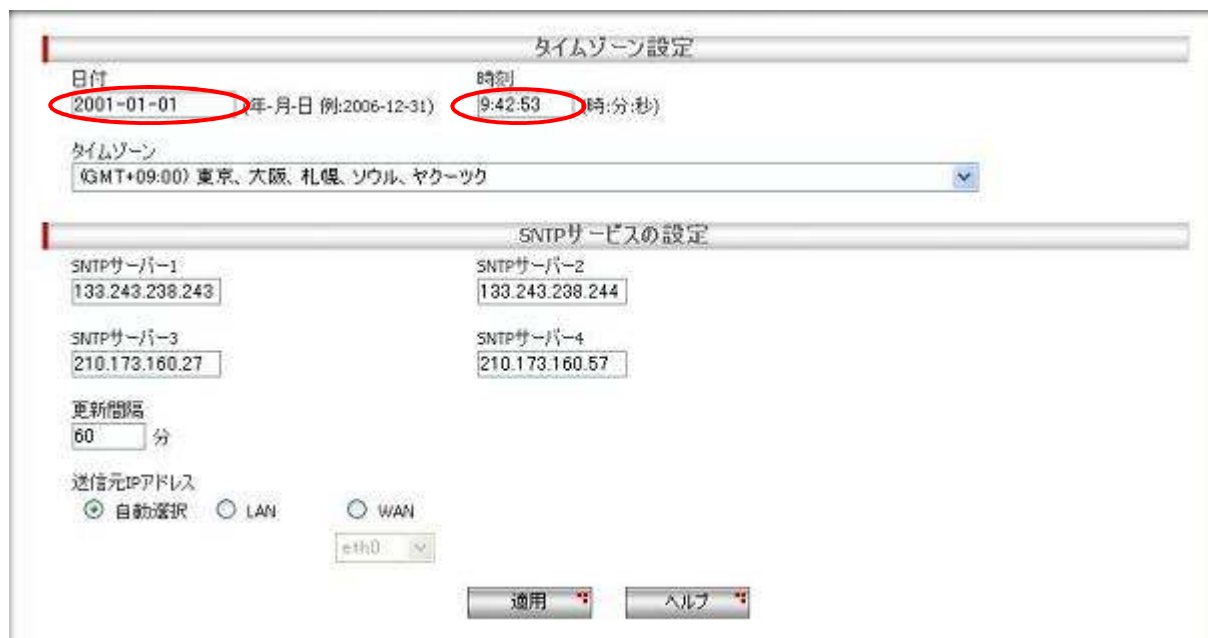 タイムゾーン設定
日付 時刻
2001-01-01 (年-月-日 例:2006-12-31) 9:42:53 (時:分:秒)
タイムゾーン
(GMT+09:00) 東京、大阪、札幌、ソウル、ヤクーツク
SNTPサービスの設定
SNTPサーバー1 SNTPサーバー2
133.243.238.243 133.243.238.244
SNTPサーバー3 SNTPサーバー4
210.173.160.27 210.173.160.57
更新間隔
60 分
送信元IPアドレス
自動選択 LAN WAN
eth0
適用 ヘルプ